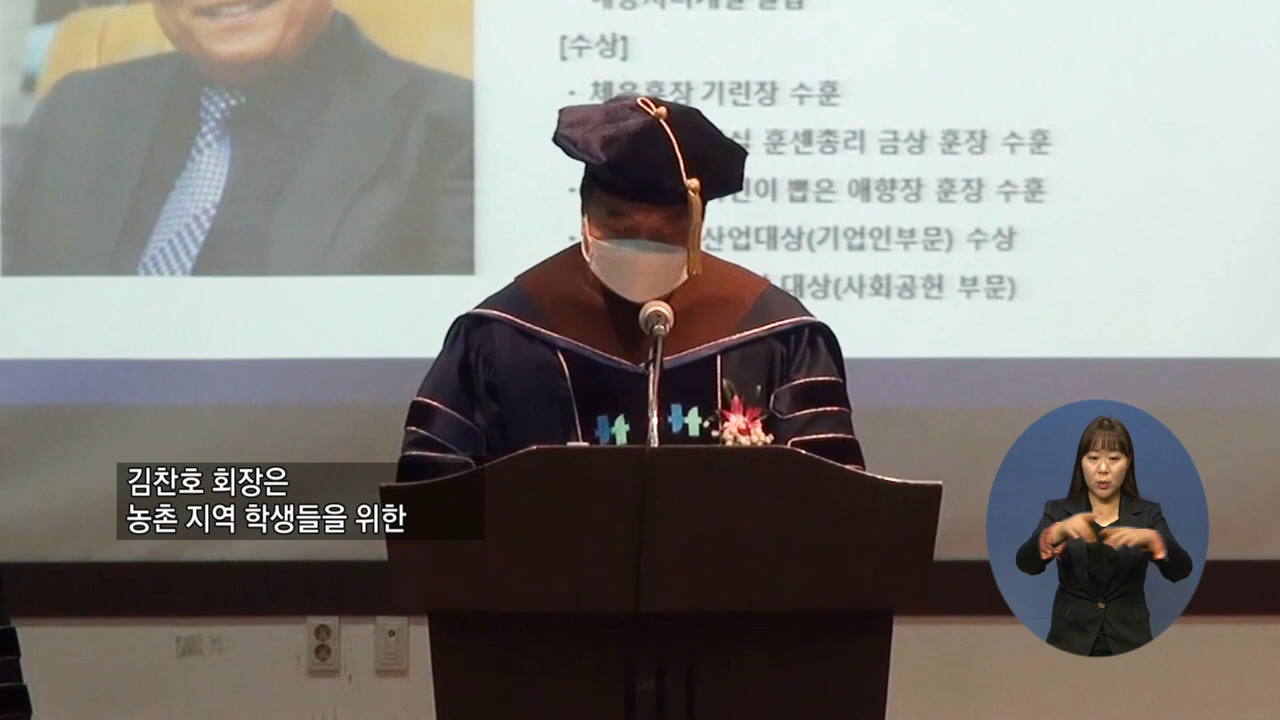 [수상]
- 체육훈장 기린장 수훈
훈센총리 금상 훈장 수훈
뽑은 애향장 훈장 수훈
산업대상(기업인부문) 수상
대상(사회공헌 부문)
김찬호 회장은
농촌 지역 학생들을 위한